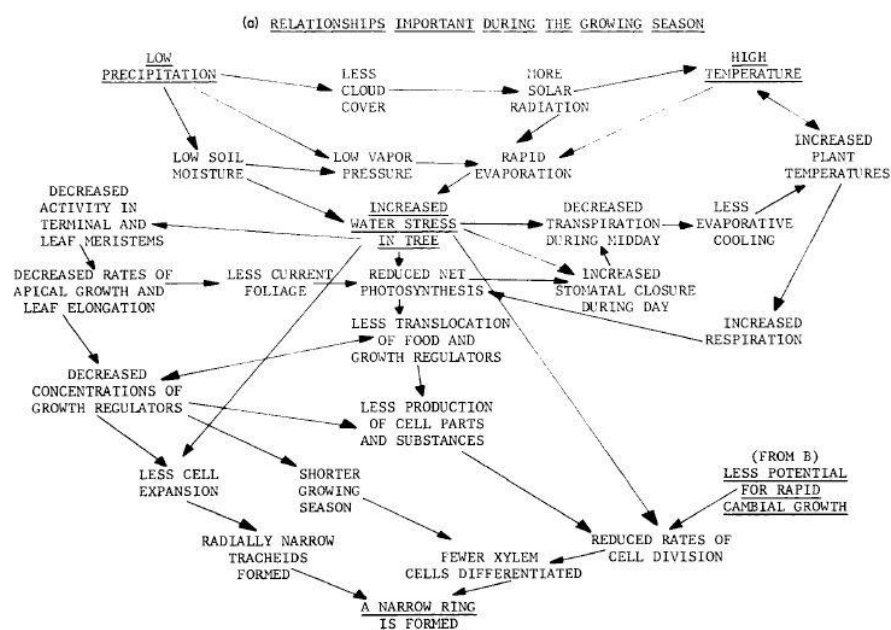 (a) RELATIONSHIPS IMPORTANT DURING THE GROWING SEASON
LOW
PRECIPITATION
LESS
CLOUD
COVER
MORE
SOLAR
RADIATION
HIGH
TEMPERATURE
LOW SOIL
MOISTURE
LOW VAPOR
PRESSURE
RAPID
EVAPORATION
INCREASED
PLANT
TEMPERATURES
DECREASED
ACTIVITY IN
TERMINAL AND
LEAF MERISTEMS
INCREASED
WATER STRESS
IN TREE
DECREASED
TRANSPIRATION
DURING MIDDAY
LESS
EVAPORATIVE
COOLING
DECREASED RATES OF
APICAL GROWTH AND
LEAF ELONGATION
LESS CURRENT
FOLIAGE
REDUCED NET
PHOTOSYNTHESIS
INCREASED
STOMATAL CLOSURE
DURING DAY
INCREASED
RESPIRATION
LESS TRANSLOCATION
OF FOOD AND
GROWTH REGULATORS
DECREASED
CONCENTRATIONS OF
GROWTH REGULATORS
LESS PRODUCTION
OF CELL PARTS
AND SUBSTANCES
LESS CELL
EXPANSION
SHORTER
GROWING
SEASON
(FROM B)
LESS POTENTIAL
FOR RAPID
CAMBIAL GROWTH
RADIALLY NARROW
TRACHEIDS
FORMED
FEWER XYLEM
CELLS DIFFERENTIATED
REDUCED RATES OF
CELL DIVISION
A NARROW RING
IS FORMED